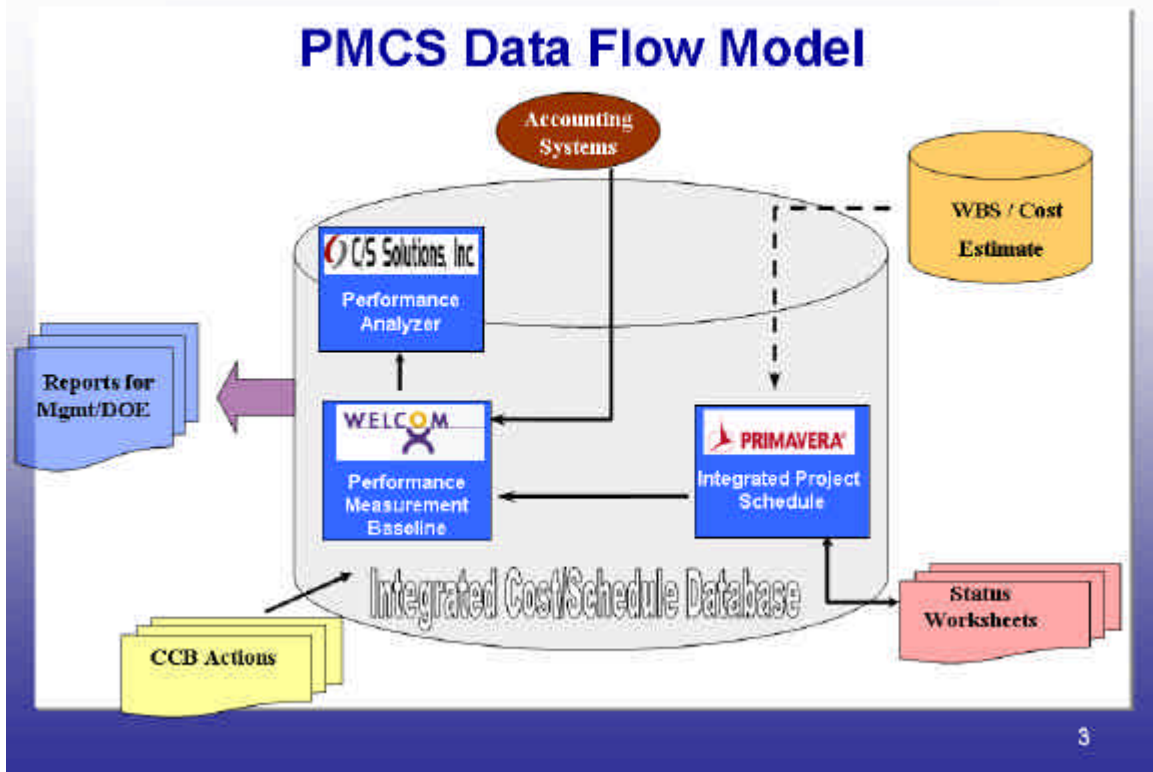 PMCS Data Flow Model
Accounting
Systems
WBS / Cost
Estimate
C/S Solutions, Inc
Performance
Analyzer
Reports for
Mgmt/DOE
WELCOM
Performance
Measurement
Baseline
PRIMAVERA®
Integrated Project
Schedule
Integrated Cost/Schedule Database
Status
Worksheets
CCB Actions
3